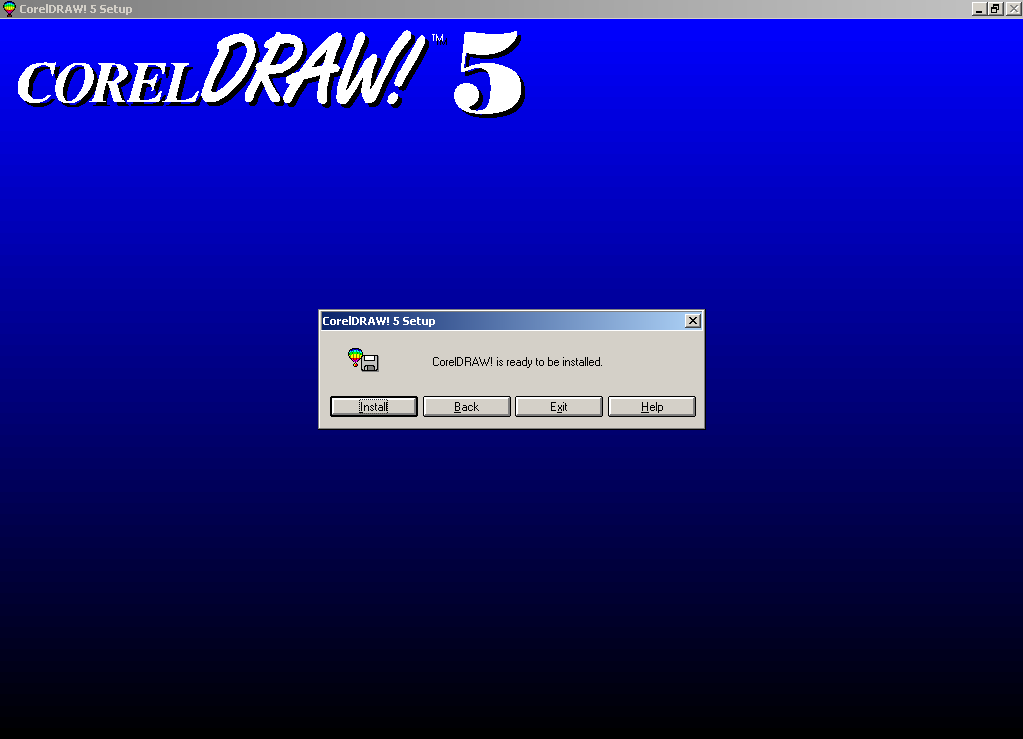 CorelDRAW! 5 Setup
COREL DRAW!™ 5
CorelDRAW! 5 Setup
CorelDRAW! is ready to be installed.
Install Back Exit Help